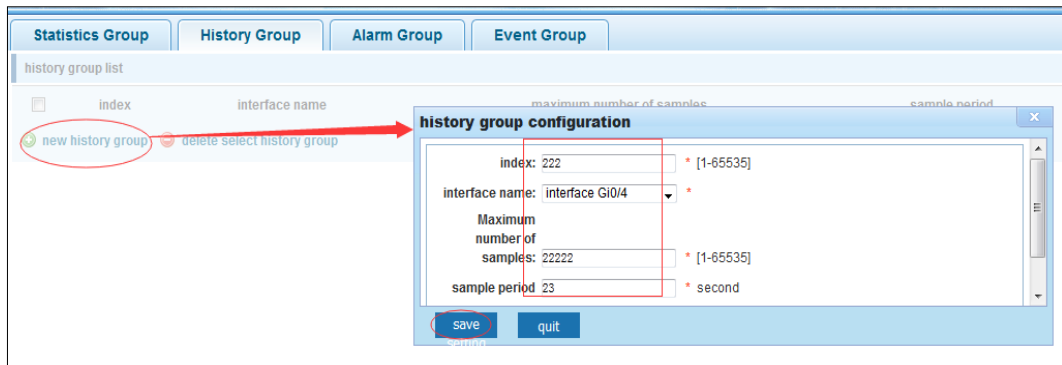 Statistics Group History Group Alarm Group Event Group
history group list
index interface name maximum number of samples sample period
new history group delete select history group
history group configuration x
index: 222 * [1-65535]
interface name: interface Gi0/4 *
Maximum
number of
samples: 22222 * [1-65535]
sample period 23 * second
save quit
setting